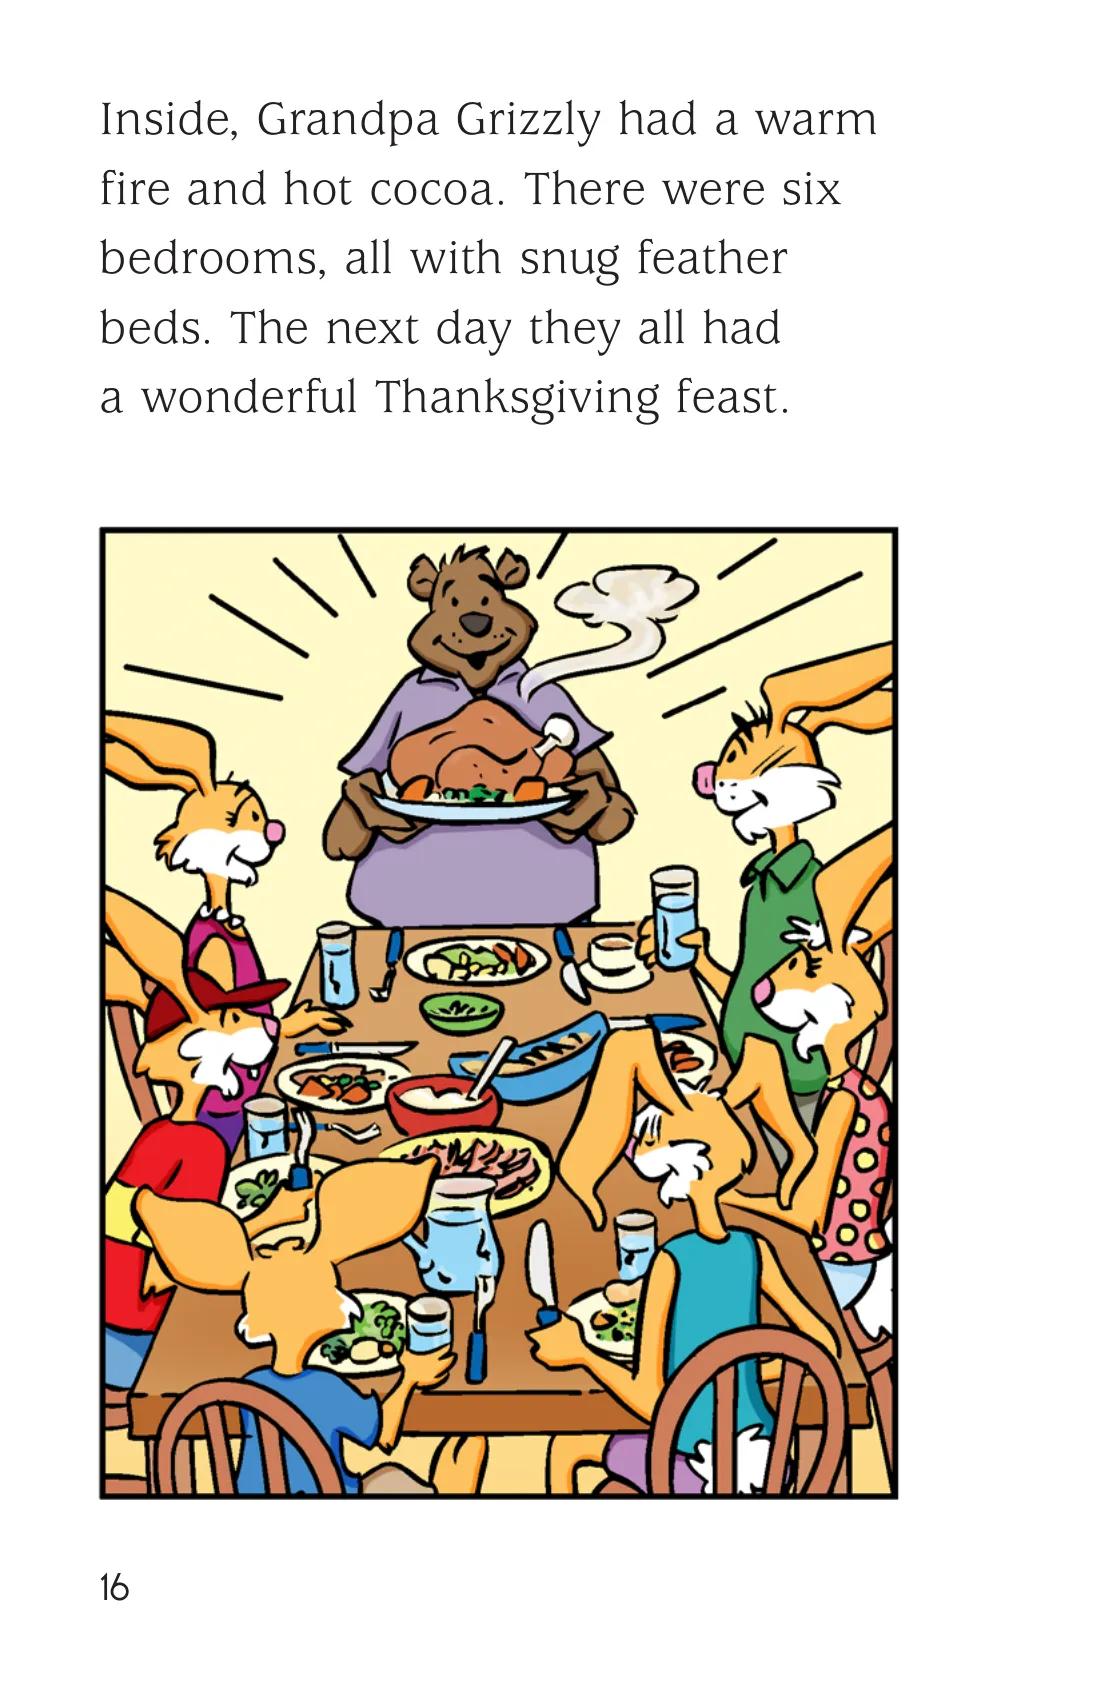 Inside, Grandpa Grizzly had a warm
fire and hot cocoa. There were six
bedrooms, all with snug feather
beds. The next day they all had
a wonderful Thanksgiving feast.
16